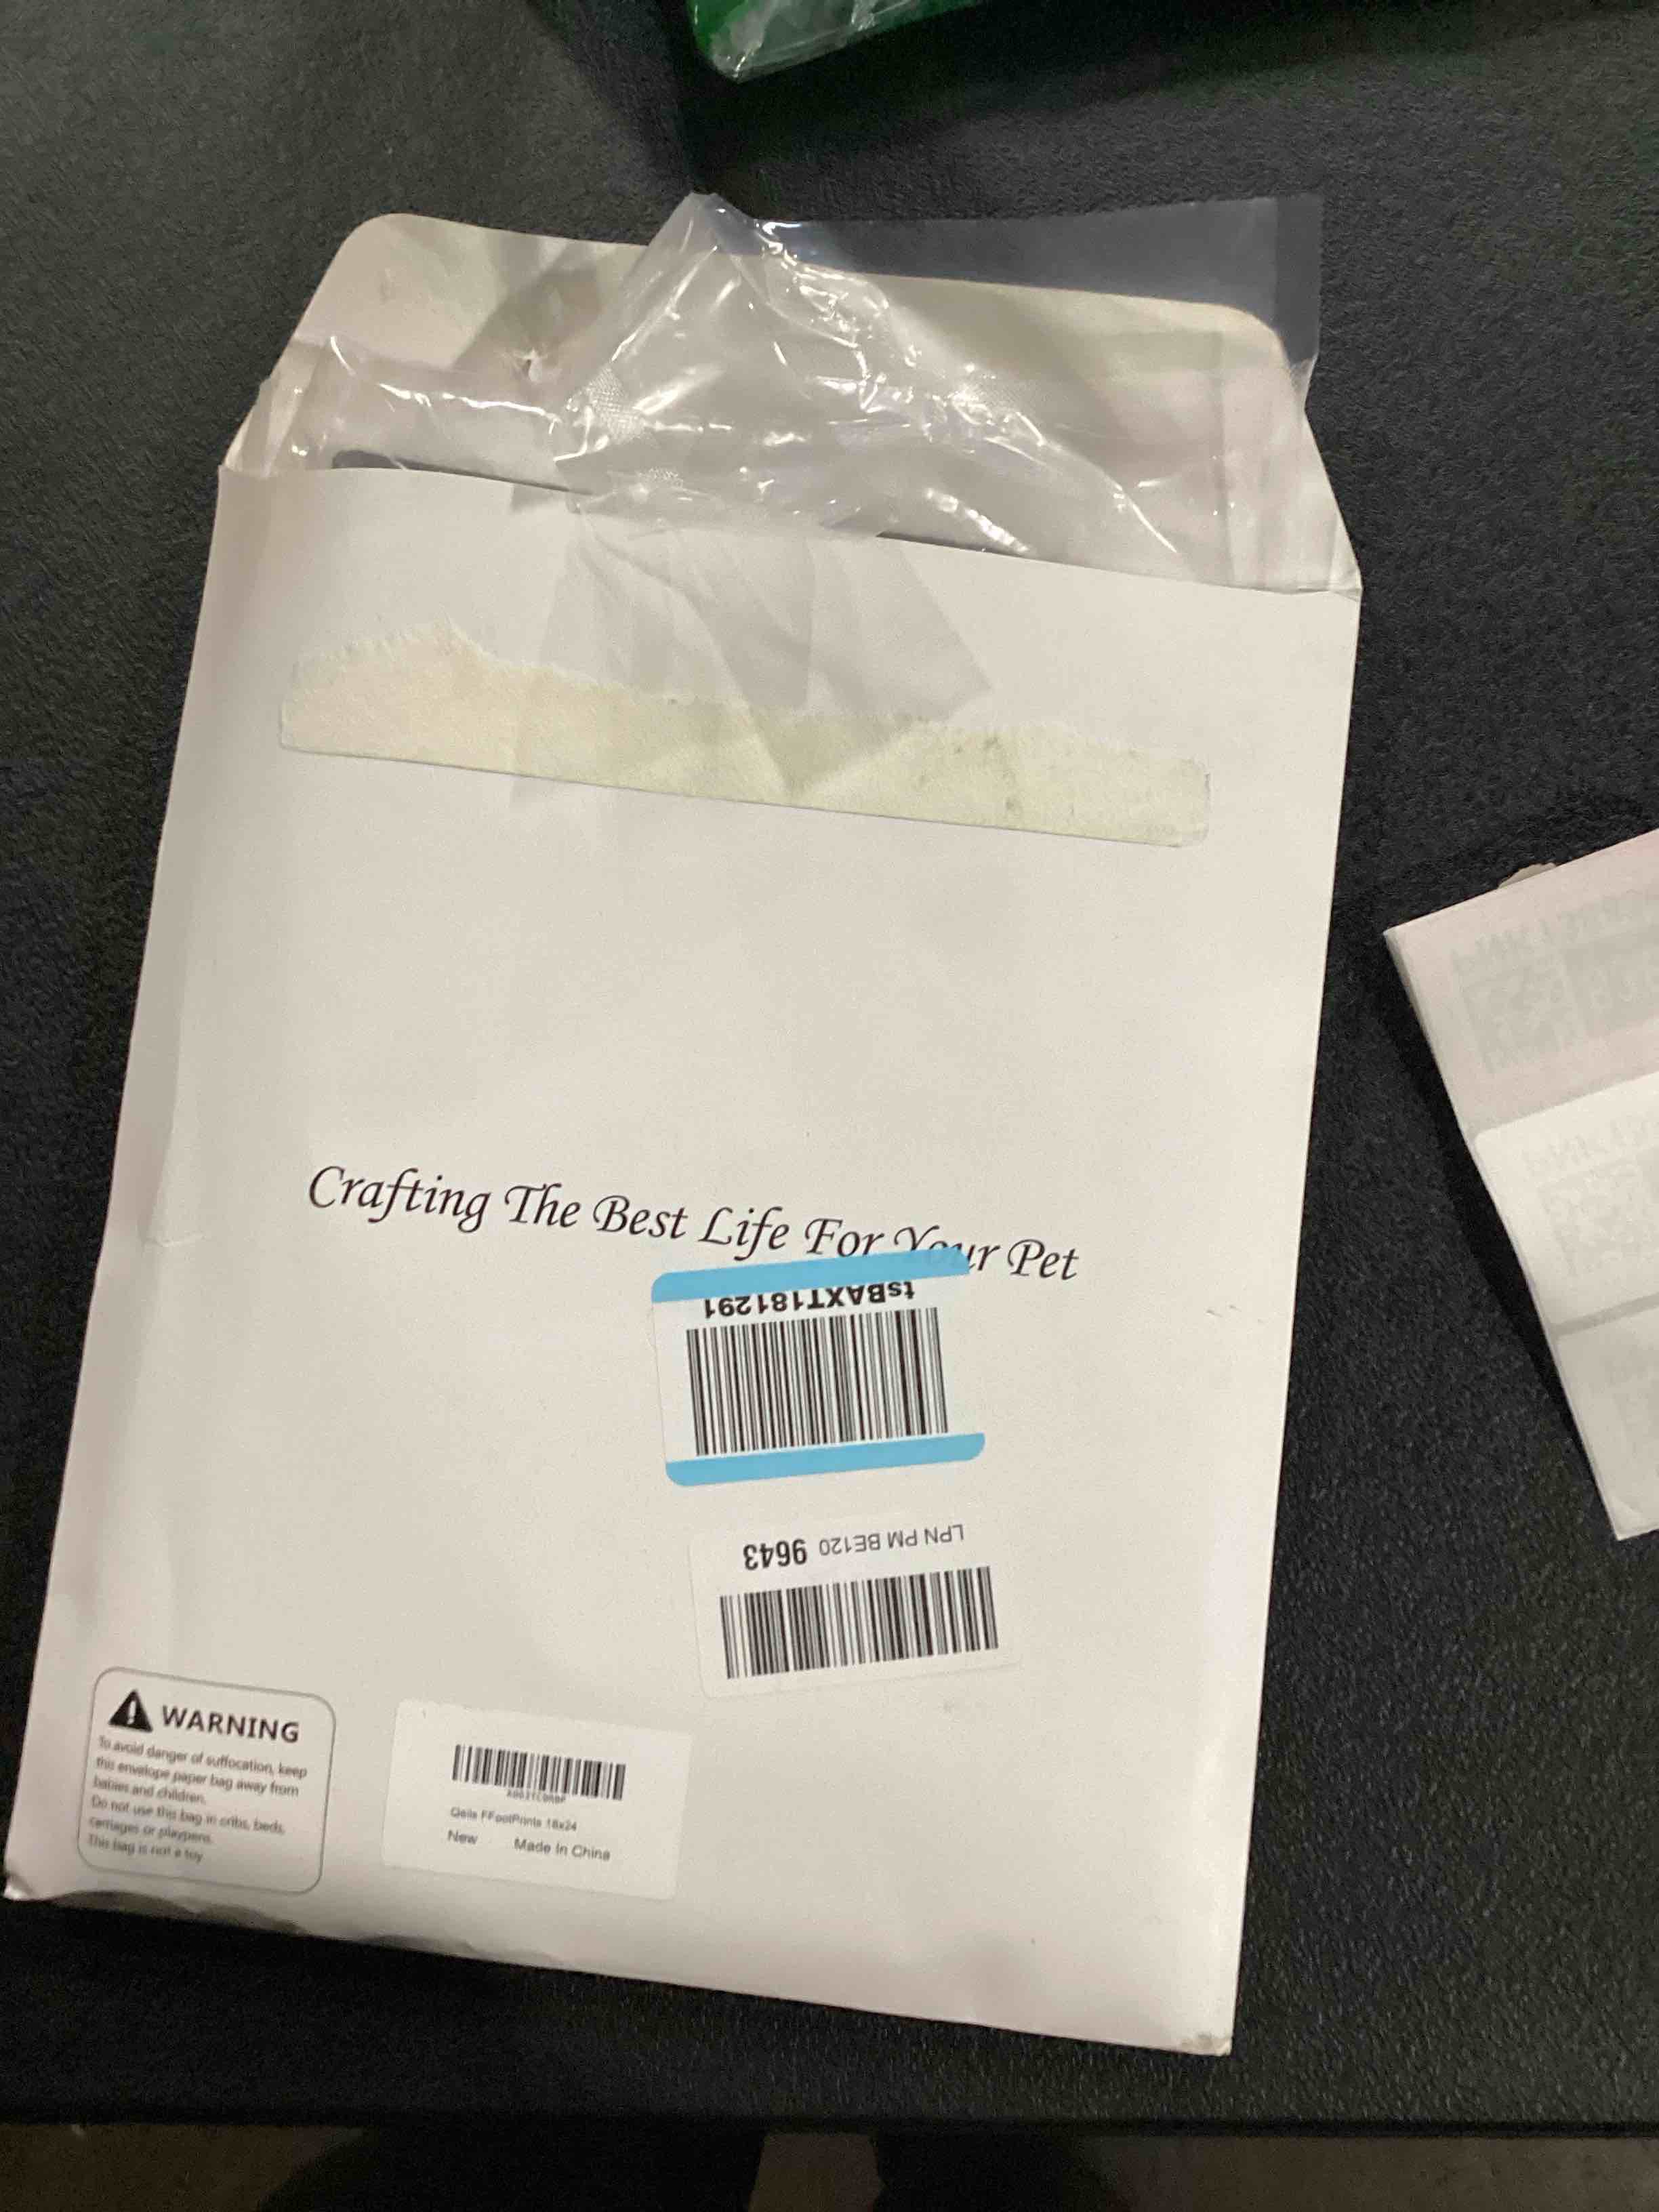 Crafting The Best Life For Your Pet
tsBAXT181291
LPN PM BE120 9643
WARNING
To avoid danger of suffocation, keep
this envelope paper bag away from
babies and children.
Do not use this bag in cribs, beds,
carriages or playpens.
This bag is not a toy
FFootPrints 18x24
New Made In China